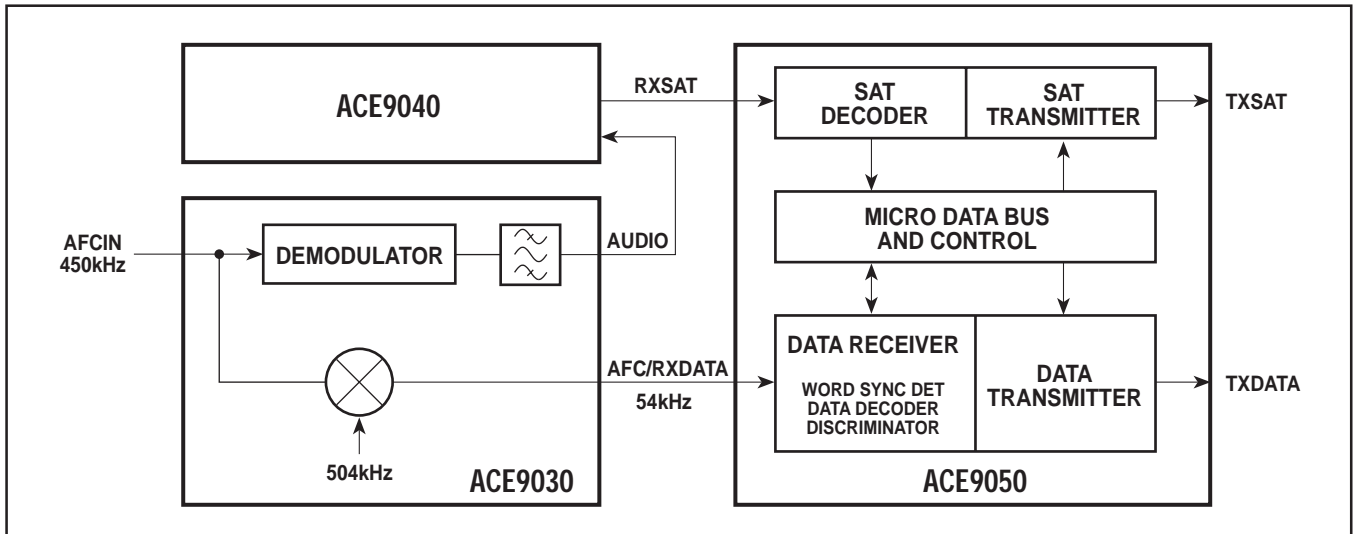 ACE9040
RXSAT
SAT
DECODER
SAT
TRANSMITTER
TXSAT
MICRO DATA BUS
AND CONTROL
AFCIN
450kHz
DEMODULATOR
AUDIO
504kHz
ACE9030
AFC/RXDATA
54kHz
DATA RECEIVER
WORD SYNC DET
DATA DECODER
DISCRIMINATOR
DATA
TRANSMITTER
TXDATA
ACE9050